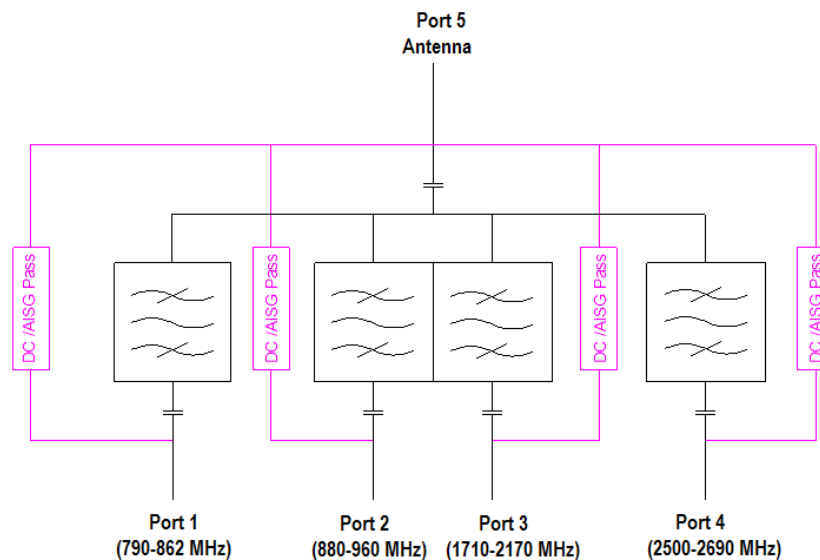 Port 5
Antenna
DC /AISG Pass
DC /AISG Pass
DC /AISG Pass
DC /AISG Pass
Port 1
(790-862 MHz)
Port 2
(880-960 MHz)
Port 3
(1710-2170 MHz)
Port 4
(2500-2690 MHz)